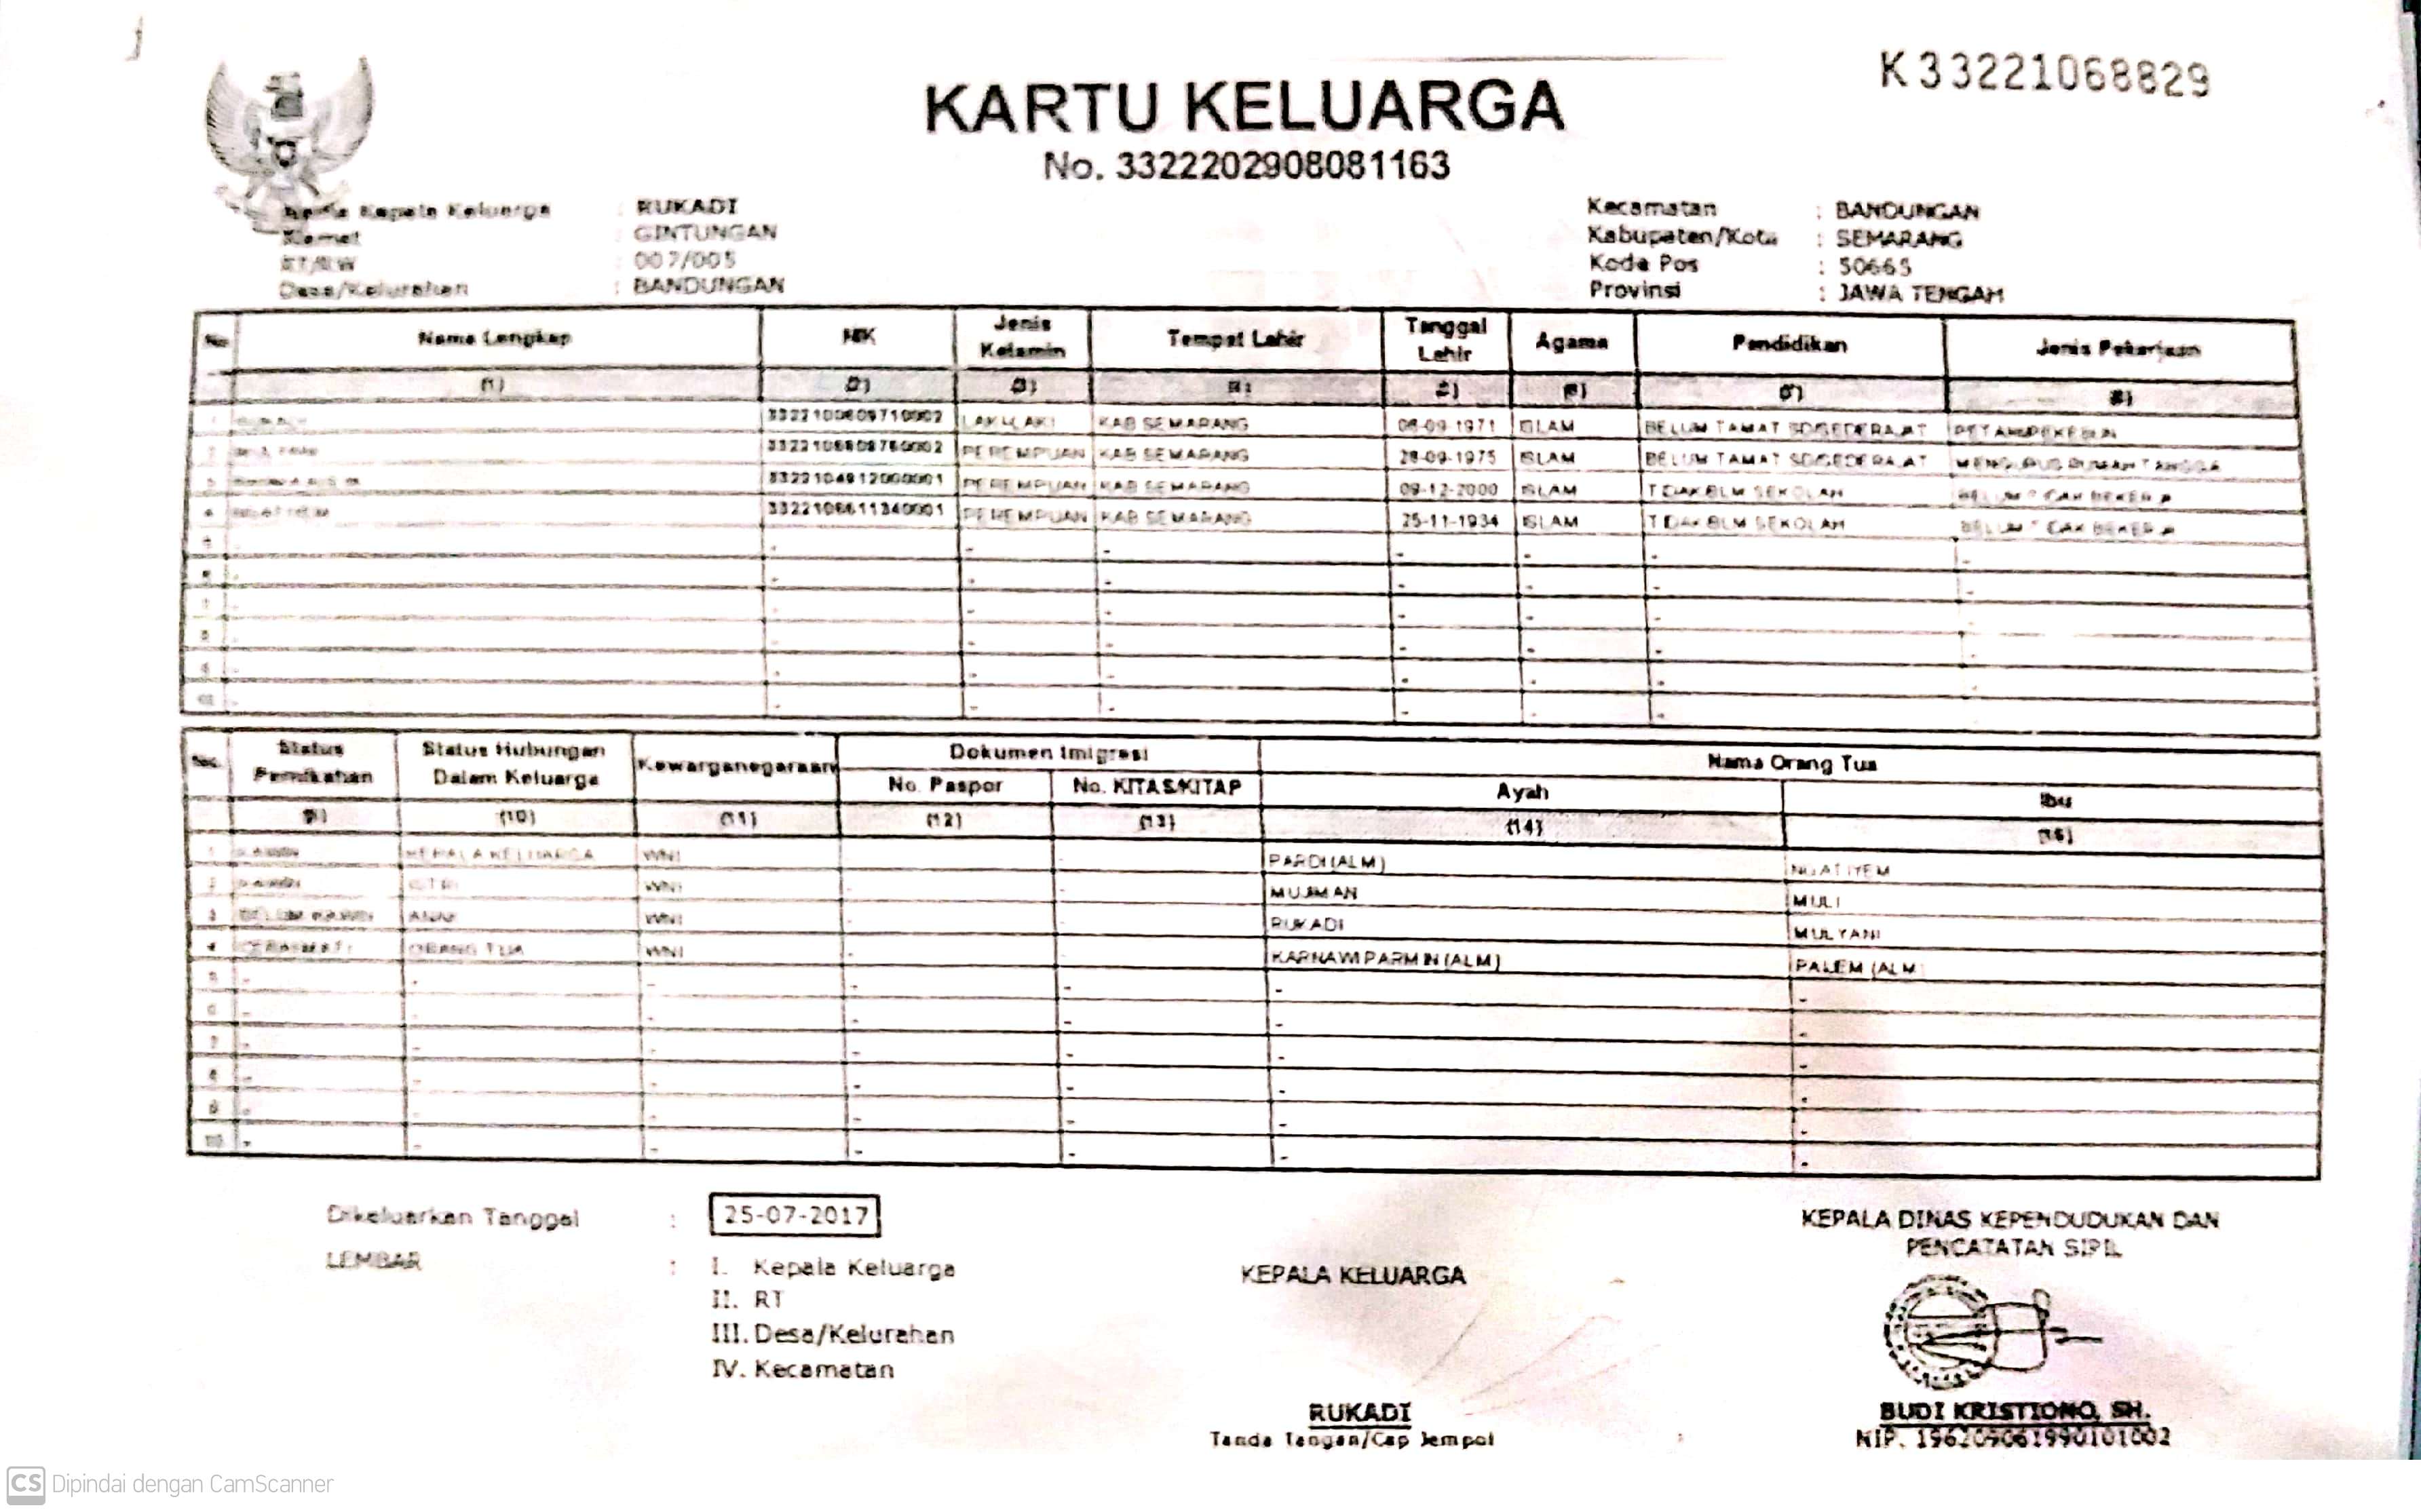 K33221068829
KARTU KELUARGA
No. 3322202908081163
Nama Kepala Keluarga : RUKADI
Alamat : GINTUNGAN
RT/RW : 007/005
Desa/Kelurahan : BANDUNGAN
Kecamatan : BANDUNGAN
Kabupaten/Kota : SEMARANG
Kode Pos : 50665
Provinsi : JAWA TENGAH
No Nama Lengkap NIK Jenis Kelamin Tempat Lahir Tanggal Lahir Agama Pendidikan Jenis Pekerjaan
(1) (2) (3) (4) (5) (6) (7) (8)
1 LAKI-LAKI KAB SEMARANG 06-09-1971 ISLAM BELUM TAMAT SD/SEDERAJAT PETANI/PEKEBUN
2 PEREMPUAN KAB SEMARANG 28-09-1975 ISLAM BELUM TAMAT SD/SEDERAJAT MENGURUS RUMAH TANGGA
3 PEREMPUAN KAB SEMARANG 09-12-2000 ISLAM TIDAK/BLM SEKOLAH BELUM/TIDAK BEKERJA
4 PEREMPUAN KAB SEMARANG 25-11-1934 ISLAM TIDAK/BLM SEKOLAH BELUM/TIDAK BEKERJA
5 - - - - - - - -
6 - - - - - - - -
7 - - - - - - - -
8 - - - - - - - -
9 - - - - - - - -
10 - - - - - - - -
No. Status Pernikahan Status Hubungan Dalam Keluarga Kewarganegaraan Dokumen Imigrasi Nama Orang Tua
No. Paspor No. KITAS/KITAP Ayah Ibu
(9) (10) (11) (12) (13) (14) (15)
1 KAWIN KEPALA KELUARGA WNI - - PARDI (ALM) NGATIYEM
2 KAWIN ISTRI WNI - - MUJIMAN MULI
3 BELUM KAWIN ANAK WNI - - RUKADI MULYANI
4 CERAI MATI ORANG TUA WNI - - KARNAWI PARMIN (ALM) PALEM (ALM)
5 - - - - - - -
6 - - - - - - -
7 - - - - - - -
8 - - - - - - -
9 - - - - - - -
10 - - - - - - -
Dikeluarkan Tanggal : 25-07-2017
LEMBAR : I. Kepala Keluarga
II. RT
III. Desa/Kelurahan
IV. Kecamatan
KEPALA KELUARGA
RUKADI
Tanda Tangan/Cap Jempol
KEPALA DINAS KEPENDUDUKAN DAN
PENCATATAN SIPIL
BUDI KRISTIONO, SH.
NIP. 196209061990101002
CS Dipindai dengan CamScanner